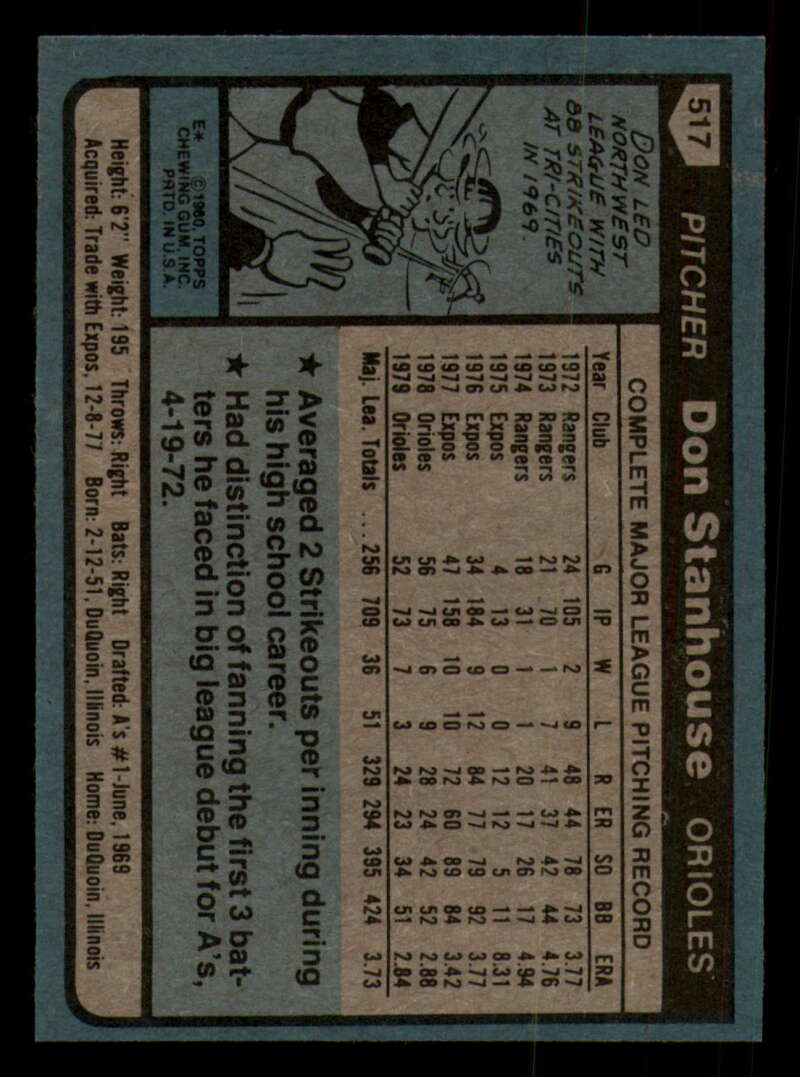 517 PITCHER Don Stanhouse ORIOLES
DON LED
NORTHWEST
LEAGUE WITH
88 STRIKEOUTS
AT TRI-CITIES
IN 1969.
E* © 1980, TOPPS
CHEWING GUM, INC.
PRTD. IN U.S.A.
COMPLETE MAJOR LEAGUE PITCHING RECORD
Year Club G IP W L R ER SO BB ERA
1972 Rangers 24 105 2 9 48 44 78 73 3.77
1973 Rangers 21 70 1 7 41 37 42 44 4.76
1974 Rangers 18 31 1 1 20 17 26 17 4.94
1975 Expos 4 13 0 0 12 12 5 11 8.31
1976 Expos 34 184 9 12 84 77 79 92 3.77
1977 Expos 47 158 10 10 72 60 89 84 3.42
1978 Orioles 56 75 6 9 28 24 42 52 2.88
1979 Orioles 52 73 7 3 24 23 34 51 2.84
Maj. Lea. Totals ... 256 709 36 51 329 294 395 424 3.73
★ Averaged 2 Strikeouts per inning during
his high school career.
★ Had distinction of fanning the first 3 bat-
ters he faced in big league debut for A's,
4-19-72.
Height: 6'2" Weight: 195 Throws: Right Bats: Right Drafted: A's #1-June, 1969
Acquired: Trade with Expos, 12-8-77 Born: 2-12-51, DuQuoin, Illinois Home: DuQuoin, Illinois